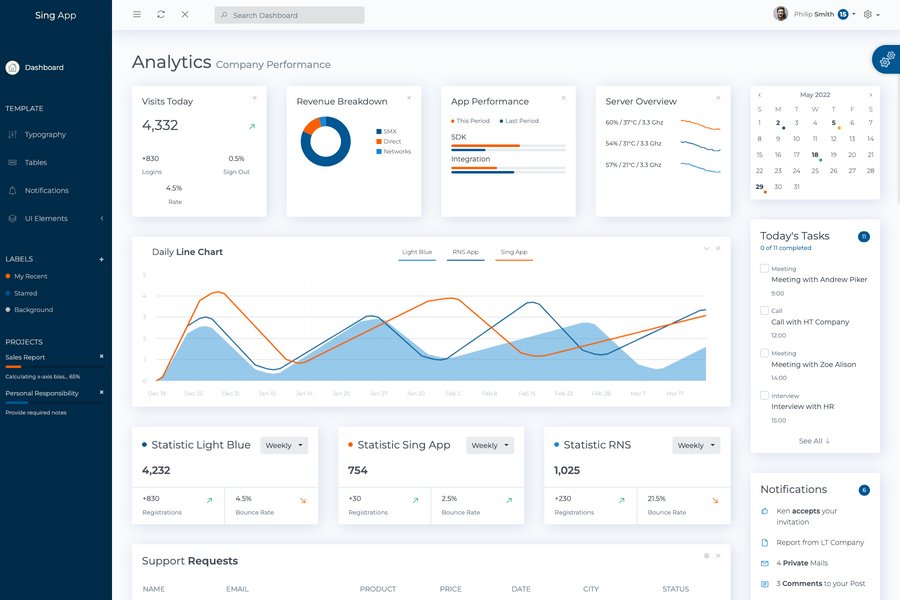 Sing App
Search Dashboard
Philip Smith 15
Dashboard
TEMPLATE
Typography
Tables
Notifications
UI Elements
LABELS +
My Recent
Starred
Background
PROJECTS
Sales Report
Calculating x-axis bias... 65%
Personal Responsibility
Provide required notes
Analytics Company Performance
Visits Today
4,332
+830 0.5%
Logins Sign Out
4.5%
Rate
Revenue Breakdown
SMX
Direct
Networks
App Performance
This Period Last Period
SDK
Integration
Server Overview
60% / 37°C / 3.3 Ghz
54% / 31°C / 3.3 Ghz
57% / 21°C / 3.3 Ghz
May 2022
S M T W T F S
1 2 3 4 5 6 7
8 9 10 11 12 13 14
15 16 17 18 19 20 21
22 23 24 25 26 27 28
29 30 31
Daily Line Chart
Light Blue RNS App Sing App
5
4
3
2
1
0
Dec 19 Dec 25 Dec 31 Jan 10 Jan 14 Jan 20 Jan 27 Jan 30 Feb 2 Feb 8 Feb 15 Feb 22 Feb 28 Mar 7 Mar 17
Today's Tasks 11
0 of 11 completed
Meeting
Meeting with Andrew Piker
9:00
Call
Call with HT Company
12:00
Meeting
Meeting with Zoe Alison
14:00
Interview
Interview with HR
15:00
See All ↓
Statistic Light Blue Weekly
4,232
+830 4.5%
Registrations Bounce Rate
Statistic Sing App Weekly
754
+30 2.5%
Registrations Bounce Rate
Statistic RNS Weekly
1,025
+230 21.5%
Registrations Bounce Rate
Notifications 6
Ken accepts your
invitation
Report from LT Company
4 Private Mails
3 Comments to your Post
Support Requests
NAME EMAIL PRODUCT PRICE DATE CITY STATUS